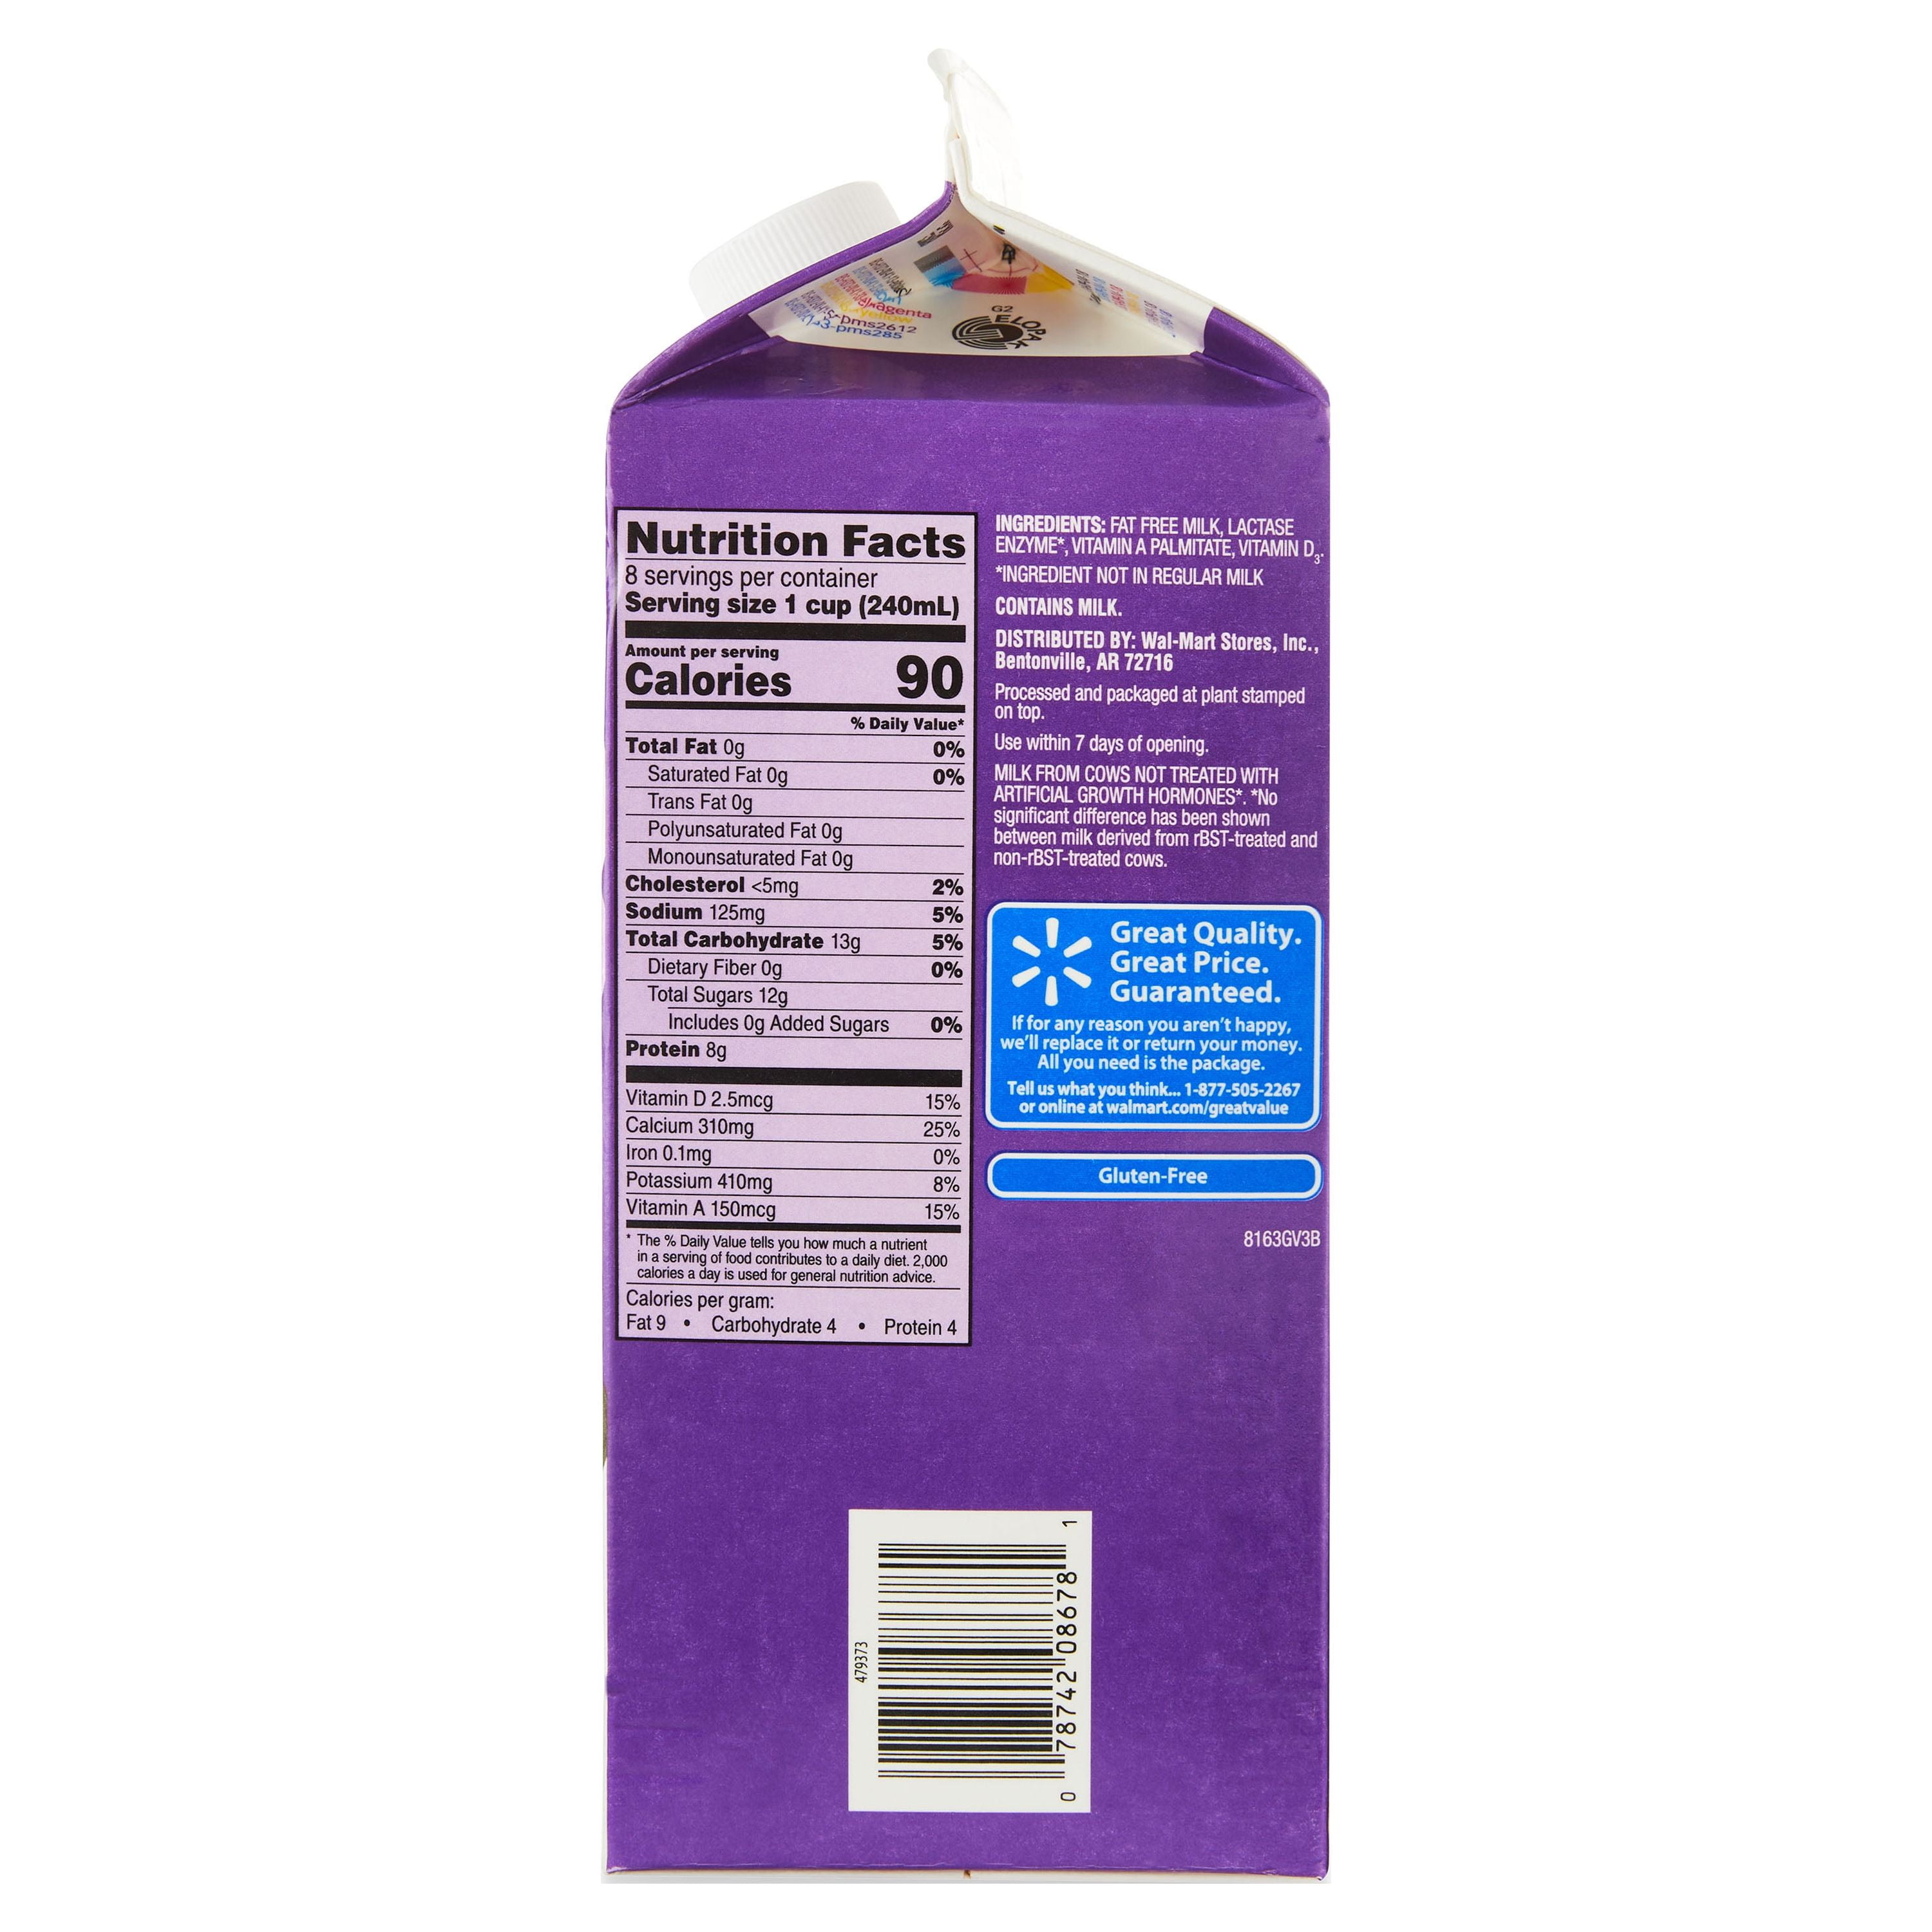 magenta
yellow
pms2612
3-pms285
G2
ELOPAK
Nutrition Facts
8 servings per container
Serving size 1 cup (240mL)
Amount per serving
Calories 90
% Daily Value*
Total Fat 0g 0%
Saturated Fat 0g 0%
Trans Fat 0g
Polyunsaturated Fat 0g
Monounsaturated Fat 0g
Cholesterol <5mg 2%
Sodium 125mg 5%
Total Carbohydrate 13g 5%
Dietary Fiber 0g 0%
Total Sugars 12g
Includes 0g Added Sugars 0%
Protein 8g
Vitamin D 2.5mcg 15%
Calcium 310mg 25%
Iron 0.1mg 0%
Potassium 410mg 8%
Vitamin A 150mcg 15%
* The % Daily Value tells you how much a nutrient
in a serving of food contributes to a daily diet. 2,000
calories a day is used for general nutrition advice.
Calories per gram:
Fat 9 • Carbohydrate 4 • Protein 4
INGREDIENTS: FAT FREE MILK, LACTASE
ENZYME*, VITAMIN A PALMITATE, VITAMIN D3.
*INGREDIENT NOT IN REGULAR MILK
CONTAINS MILK.
DISTRIBUTED BY: Wal-Mart Stores, Inc.,
Bentonville, AR 72716
Processed and packaged at plant stamped
on top.
Use within 7 days of opening.
MILK FROM COWS NOT TREATED WITH
ARTIFICIAL GROWTH HORMONES*. *No
significant difference has been shown
between milk derived from rBST-treated and
non-rBST-treated cows.
Great Quality.
Great Price.
Guaranteed.
If for any reason you aren't happy,
we'll replace it or return your money.
All you need is the package.
Tell us what you think... 1-877-505-2267
or online at walmart.com/greatvalue
Gluten-Free
8163GV3B
479373
0 78742 08678 1